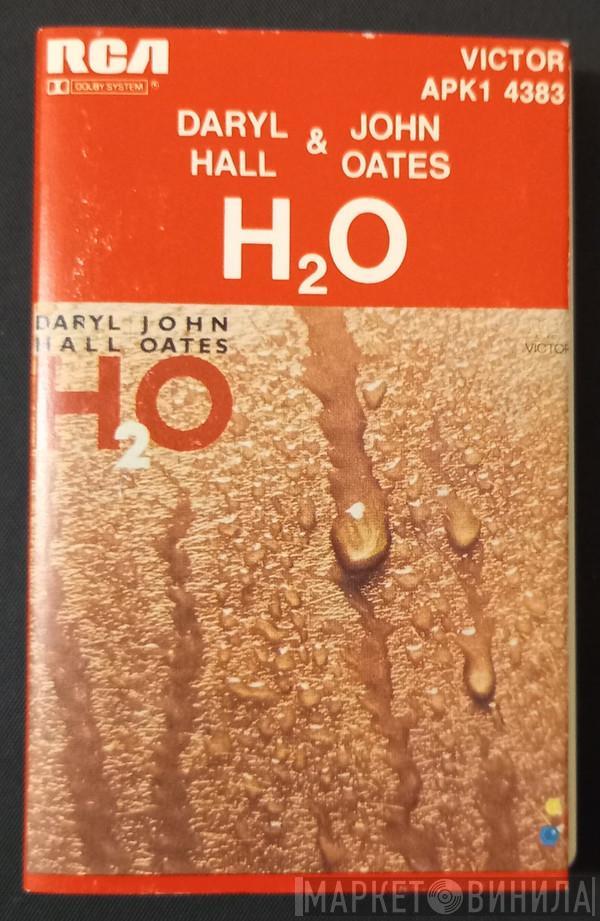 RCA
VICTOR
DOLBY SYSTEM ®
APK1 4383
DARYL & JOHN
HALL OATES
H2O
DARYL JOHN
HALL OATES
VICTOR
H2O
МАРКЕТ ВИНИЛА